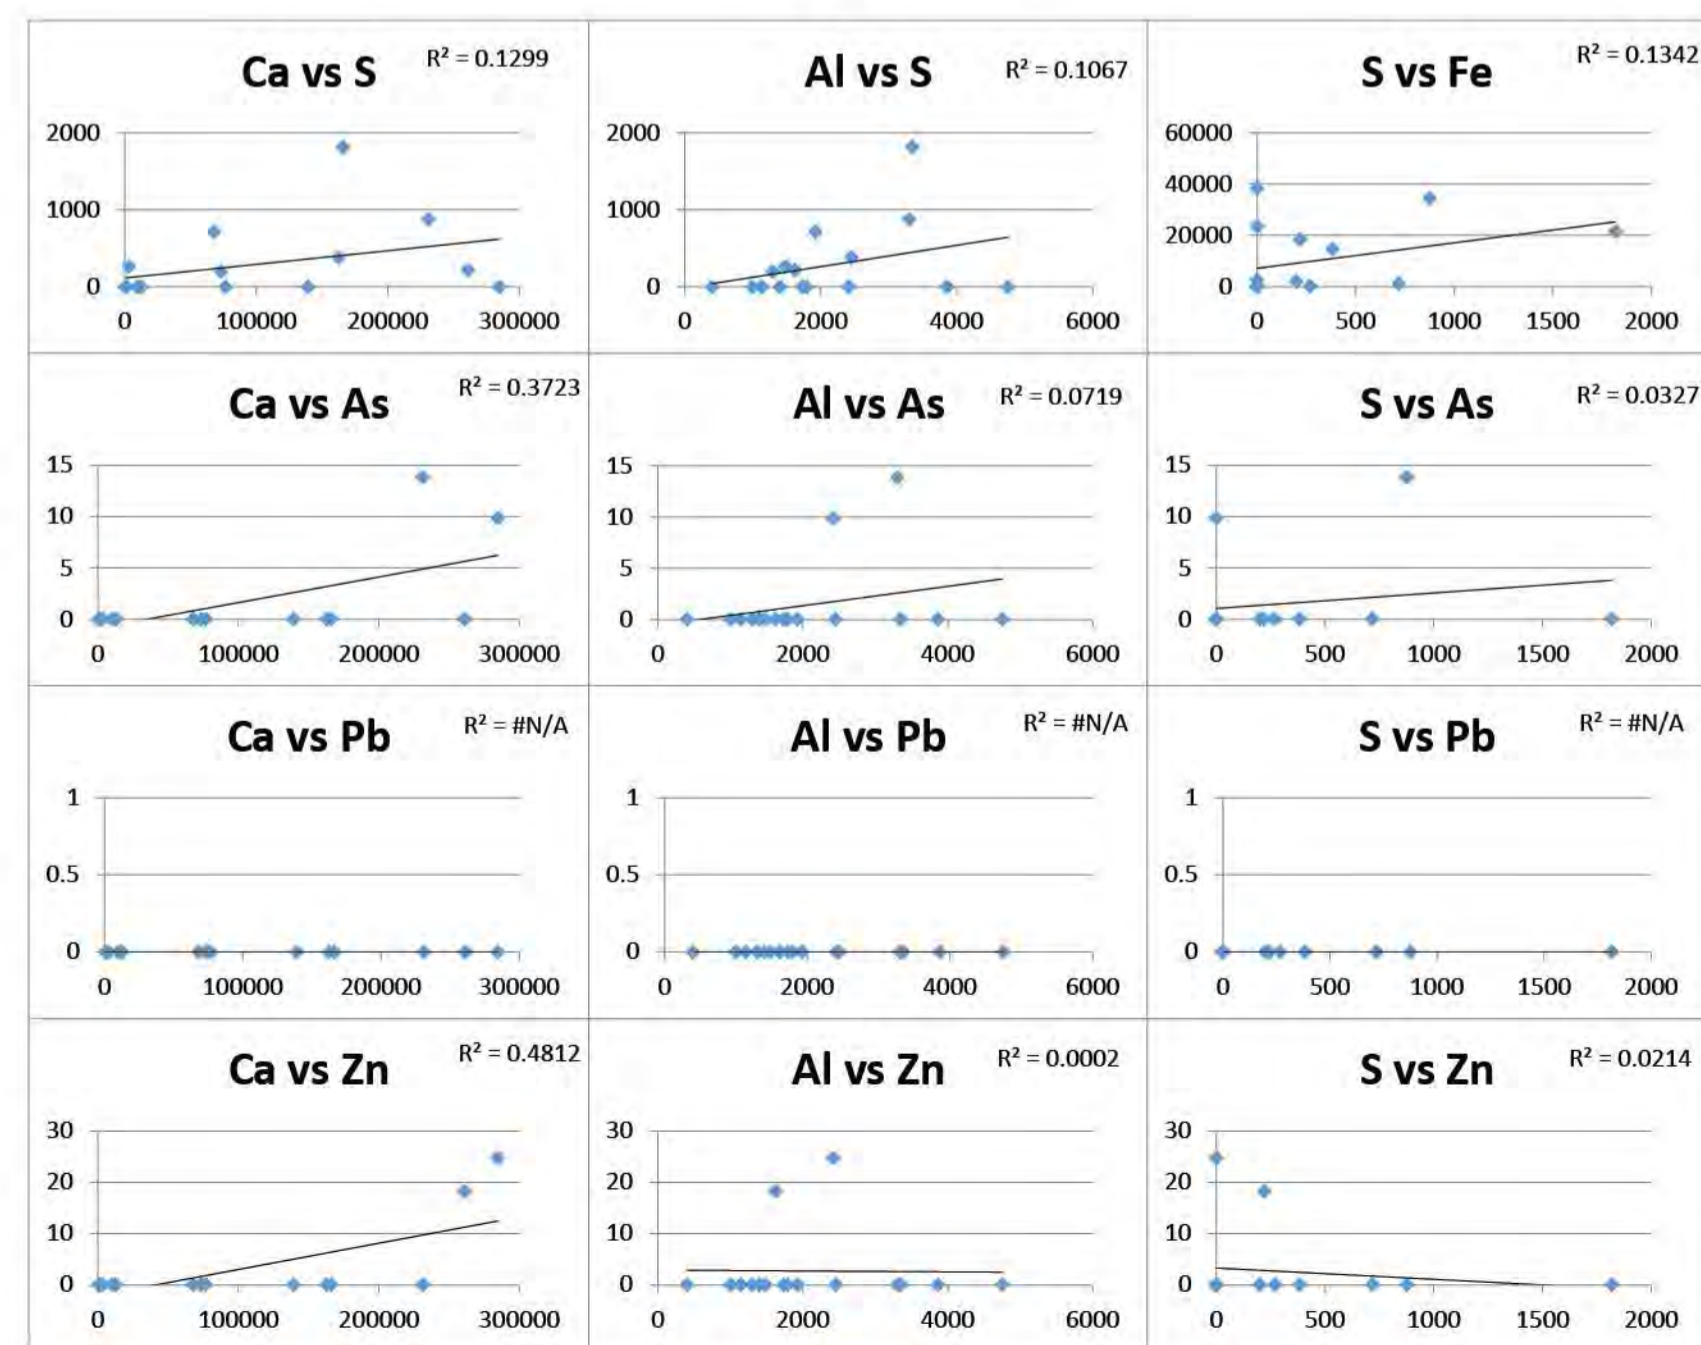 Ca vs S R² = 0.1299
2000
1000
0
0 100000 200000 300000
Al vs S R² = 0.1067
2000
1000
0
0 2000 4000 6000
S vs Fe R² = 0.1342
60000
40000
20000
0
0 500 1000 1500 2000
Ca vs As R² = 0.3723
15
10
5
0
0 100000 200000 300000
Al vs As R² = 0.0719
15
10
5
0
0 2000 4000 6000
S vs As R² = 0.0327
15
10
5
0
0 500 1000 1500 2000
Ca vs Pb R² = #N/A
1
0.5
0
0 100000 200000 300000
Al vs Pb R² = #N/A
1
0.5
0
0 2000 4000 6000
S vs Pb R² = #N/A
1
0.5
0
0 500 1000 1500 2000
Ca vs Zn R² = 0.4812
30
20
10
0
0 100000 200000 300000
Al vs Zn R² = 0.0002
30
20
10
0
0 2000 4000 6000
S vs Zn R² = 0.0214
30
20
10
0
0 500 1000 1500 2000